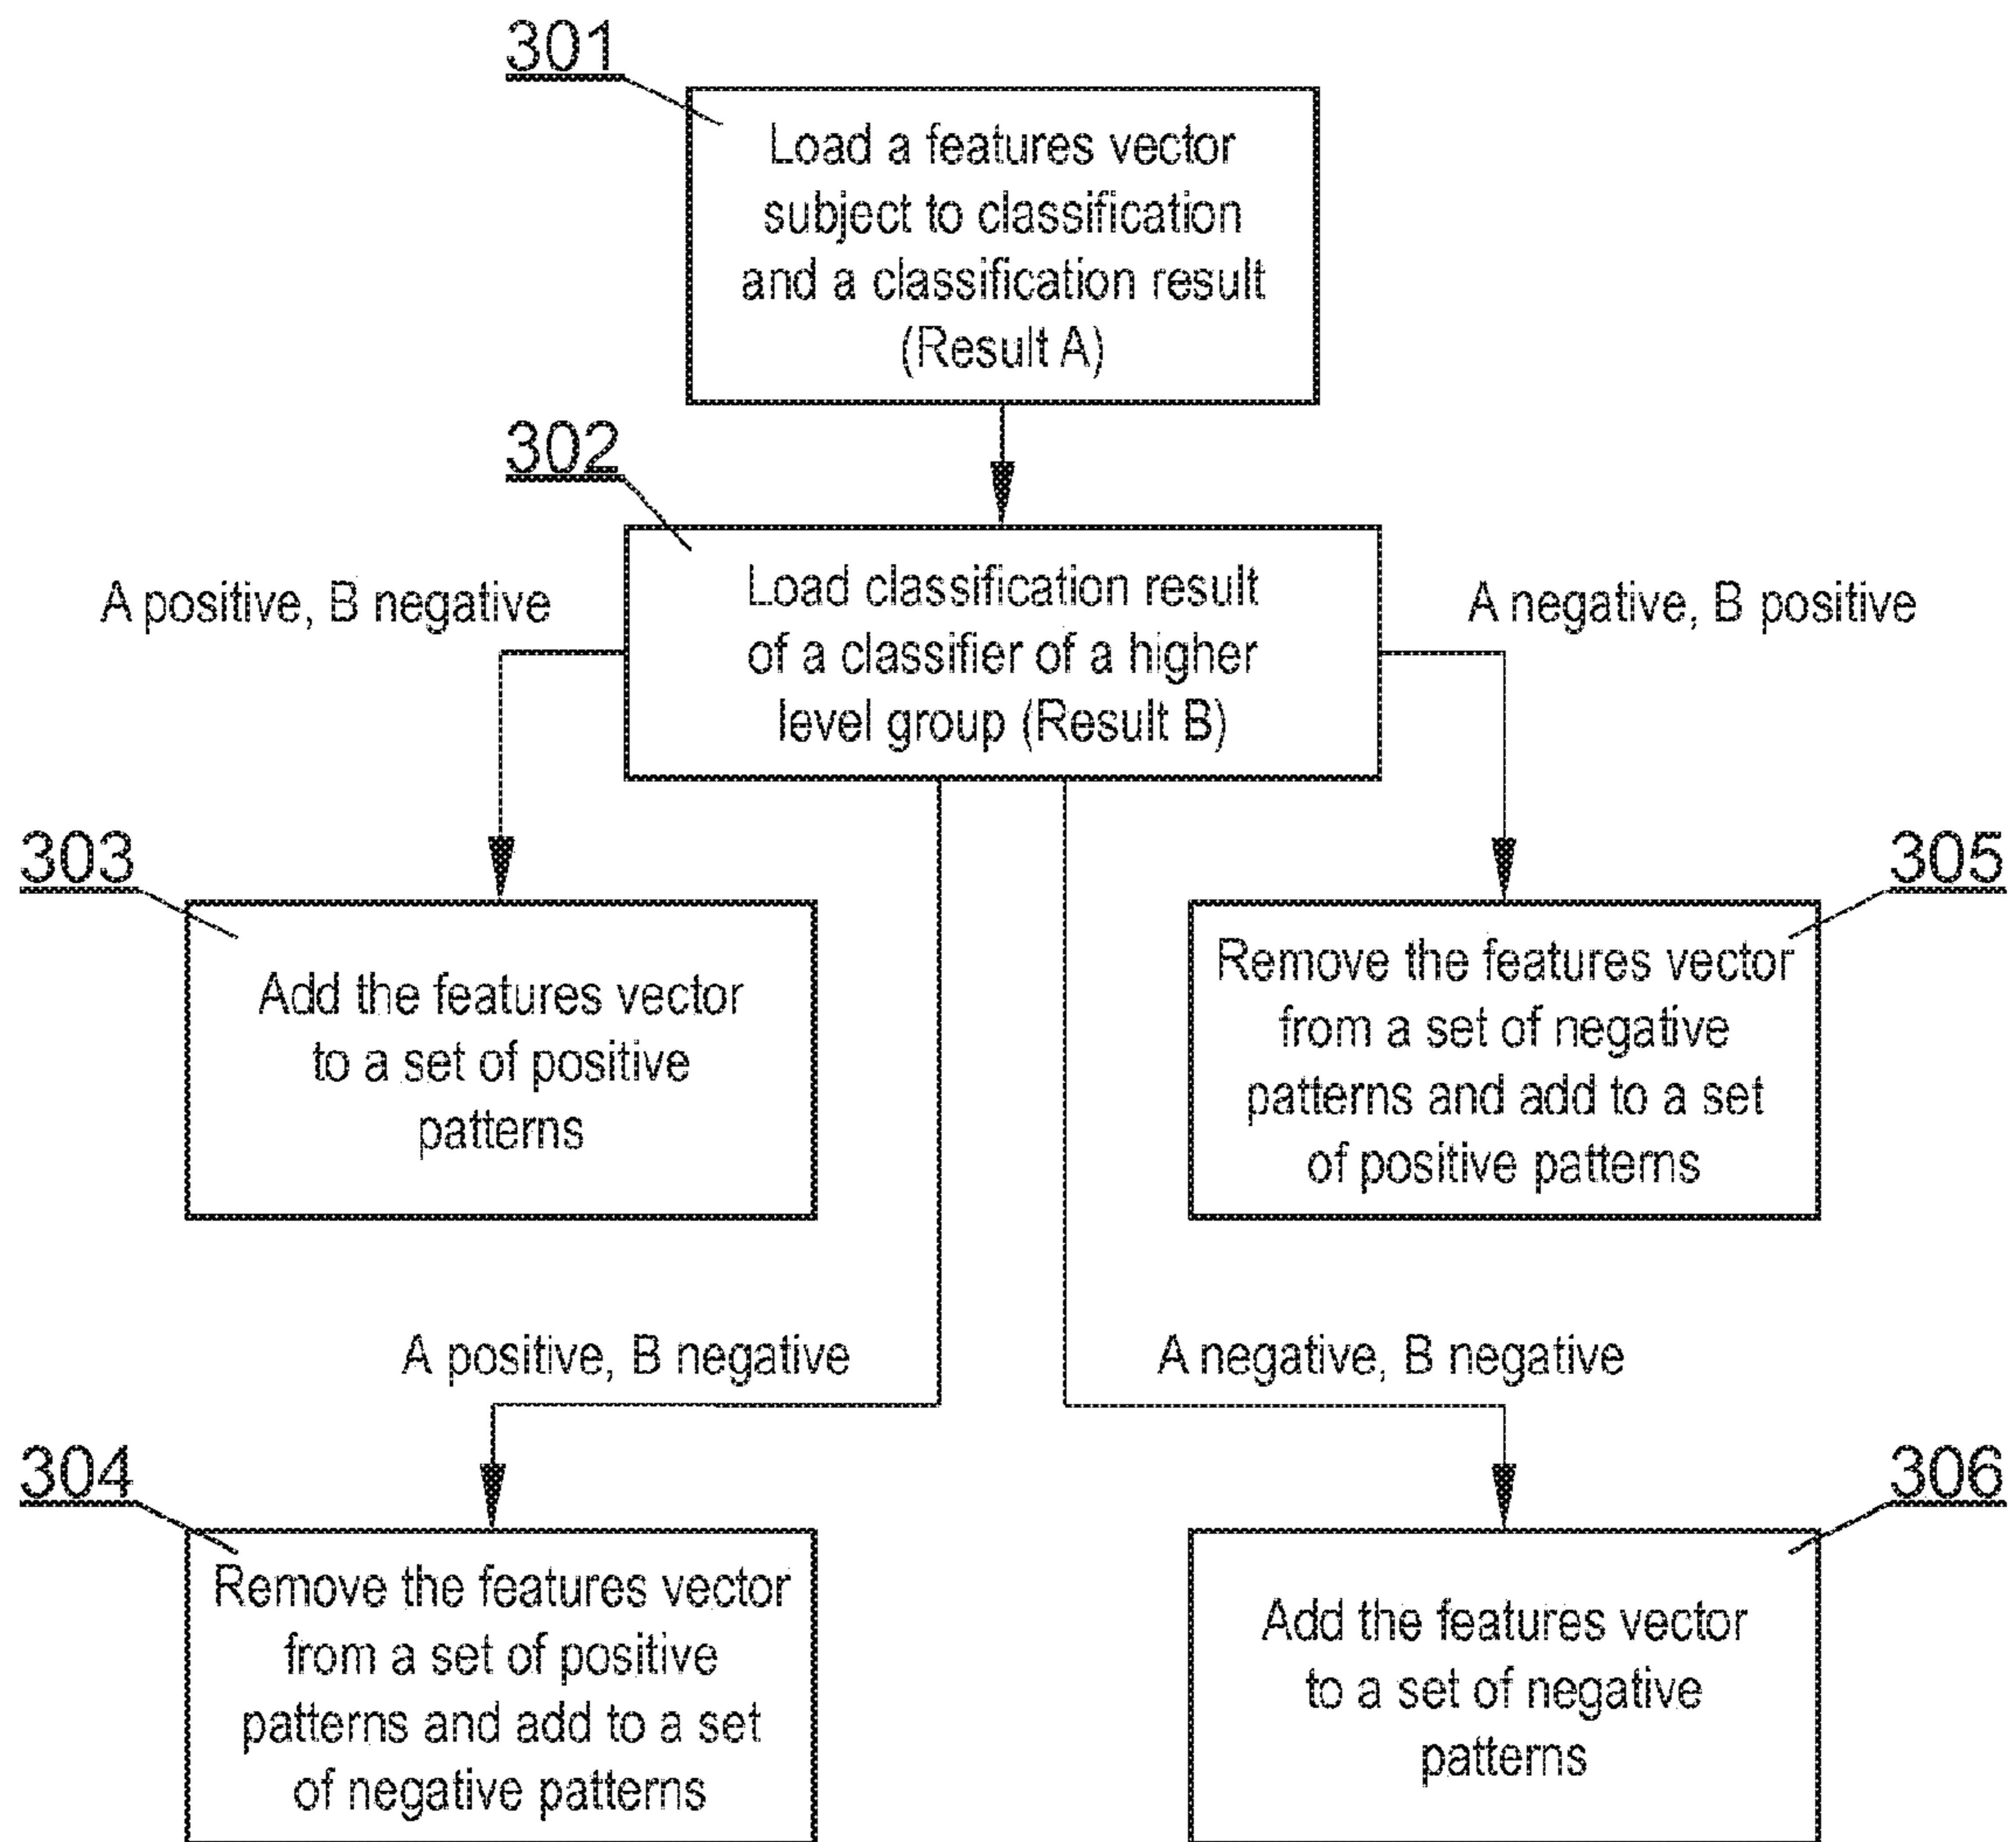 301
Load a features vector
subject to classification
and a classification result
(Result A)
302
Load classification result
of a classifier of a higher
level group (Result B)
A positive, B negative
A negative, B positive
303
Add the features vector
to a set of positive
patterns
305
Remove the features vector
from a set of negative
patterns and add to a set
of positive patterns
A positive, B negative
A negative, B negative
304
Remove the features vector
from a set of positive
patterns and add to a set
of negative patterns
306
Add the features vector
to a set of negative
patterns